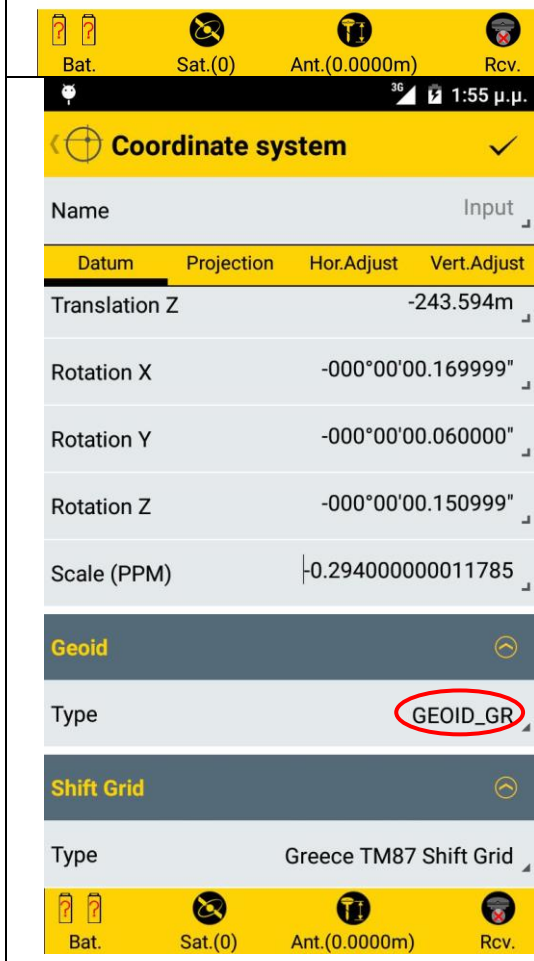 ? ?
Bat. Sat.(0) Ant.(0.0000m) Rcv.
3G 1:55 μ.μ.
Coordinate system
Name Input
Datum Projection Hor.Adjust Vert.Adjust
Translation Z -243.594m
Rotation X -000°00'00.169999"
Rotation Y -000°00'00.060000"
Rotation Z -000°00'00.150999"
Scale (PPM) -0.294000000011785
Geoid
Type GEOID_GR
Shift Grid
Type Greece TM87 Shift Grid
? ?
Bat. Sat.(0) Ant.(0.0000m) Rcv.